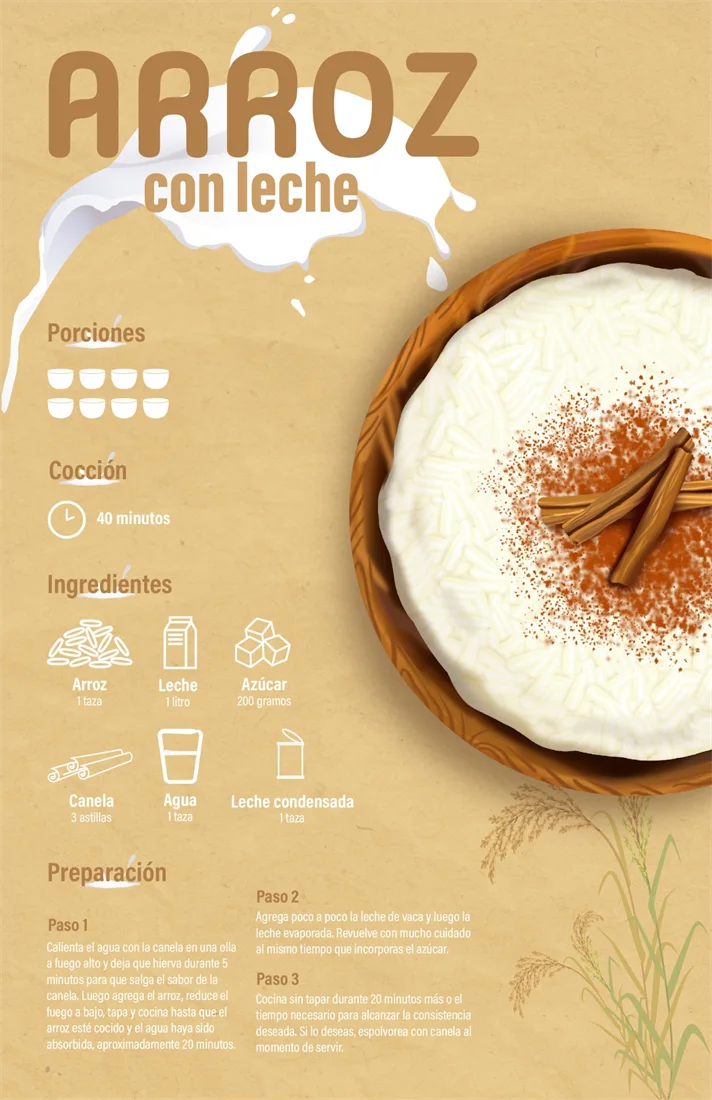 ARROZ
con leche
Porciones
Cocción
40 minutos
Ingredientes
Arroz
1 taza
Leche
1 litro
Azúcar
200 gramos
Canela
3 astillas
Agua
1 taza
Leche condensada
1 taza
Preparación
Paso 1
Calienta el agua con la canela en una olla
a fuego alto y deja que hierva durante 5
minutos para que salga el sabor de la
canela. Luego agrega el arroz, reduce el
fuego a bajo, tapa y cocina hasta que el
arroz esté cocido y el agua haya sido
absorbida, aproximadamente 20 minutos.
Paso 2
Agrega poco a poco la leche de vaca y luego la
leche evaporada. Revuelve con mucho cuidado
al mismo tiempo que incorporas el azúcar.
Paso 3
Cocina sin tapar durante 20 minutos más o el
tiempo necesario para alcanzar la consistencia
deseada. Si lo deseas, espolvorea con canela al
momento de servir.